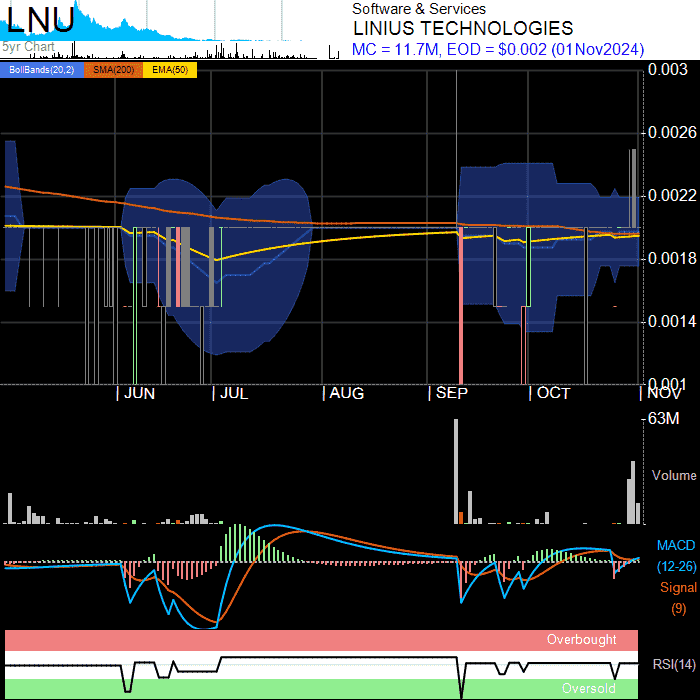 LNU
5yr Chart
Software & Services
LINIUS TECHNOLOGIES
MC = 11.7M, EOD = $0.002 (01Nov2024)
BollBands(20,2) SMA(200) EMA(50)
0.003
0.0026
0.0022
0.0018
0.0014
0.001
JUN JUL AUG SEP OCT NOV
63M
Volume
MACD
(12-26)
Signal
(9)
Overbought
RSI(14)
Oversold